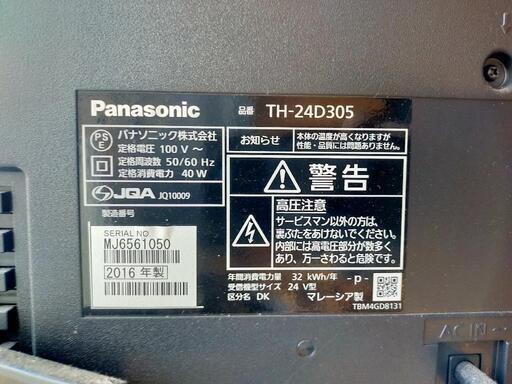 Panasonic
品番 TH-24D305
PS
E
パナソニック株式会社
定格電圧 100 V ～
定格周波数 50/60 Hz
定格消費電力 40 W
JQA JQ10009
製造番号
SERIAL NO.
MJ6561050
2016 年製
お知らせ
本体の温度が高くなりますが
性能・品質には問題ありません。
警告
高圧注意
サービスマン以外の方は、
裏ぶたをあけないでください。
内部には高電圧部分が数多く
あり、万一さわると危険です。
年間消費電力量 32 kWh/年 -p-
受信機型サイズ 24 V型
区分名 DK マレーシア製
TBM4GD8131
AC IN